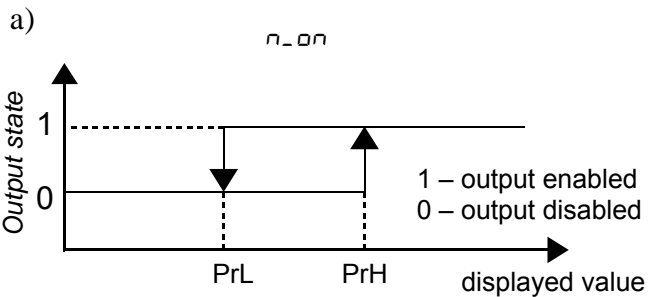 a)
n_on
Output state
1
0
1 – output enabled
0 – output disabled
PrL PrH
displayed value